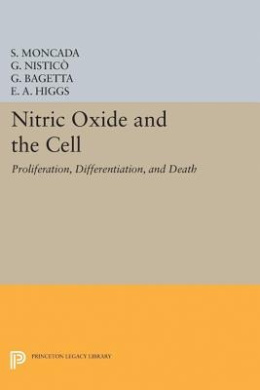 S. MONCADA
G. NISTICÒ
G. BAGETTA
E. A. HIGGS
Nitric Oxide and
the Cell
Proliferation, Differentiation, and Death
PRINCETON LEGACY LIBRARY